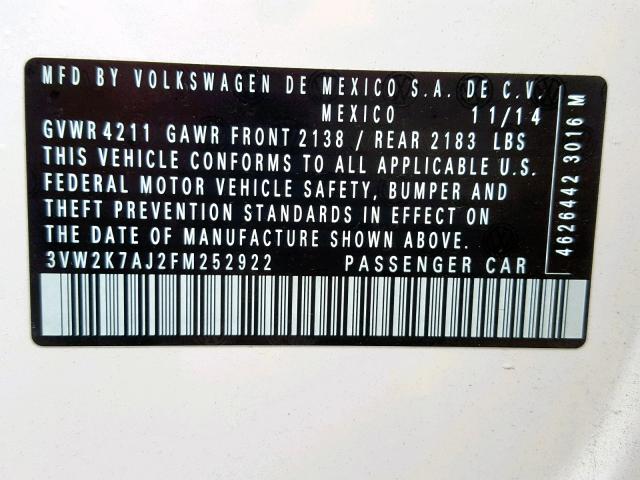 MFD BY VOLKSWAGEN DE MEXICO S.A. DE C.V.
MEXICO 11/14
GVWR 4211 GAWR FRONT 2138 / REAR 2183 LBS
THIS VEHICLE CONFORMS TO ALL APPLICABLE U.S.
FEDERAL MOTOR VEHICLE SAFETY, BUMPER AND
THEFT PREVENTION STANDARDS IN EFFECT ON
THE DATE OF MANUFACTURE SHOWN ABOVE.
3VW2K7AJ2FM252922 PASSENGER CAR
4626442 3016 M